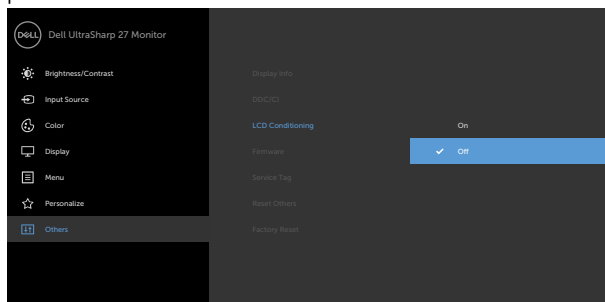 DELL
Dell UltraSharp 27 Monitor
Brightness/Contrast
Display Info
Input Source
DDC/CI
Color
LCD Conditioning
On
Display
Firmware
Off
Menu
Service Tag
Personalize
Reset Others
Others
Factory Reset